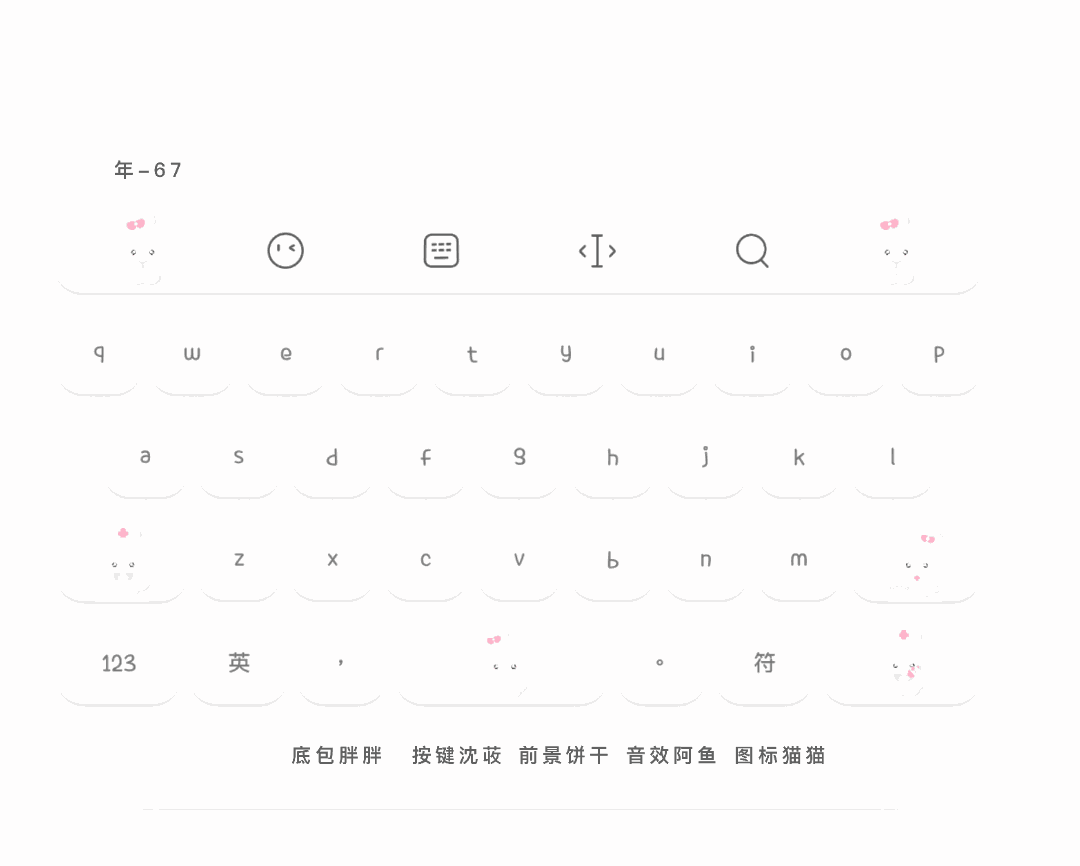 年-67
q w e r t y u i o p
a s d f g h j k l
z x c v b n m
123 英 ， 。 符
底包胖胖 按键沈莜 前景饼干 音效阿鱼 图标猫猫